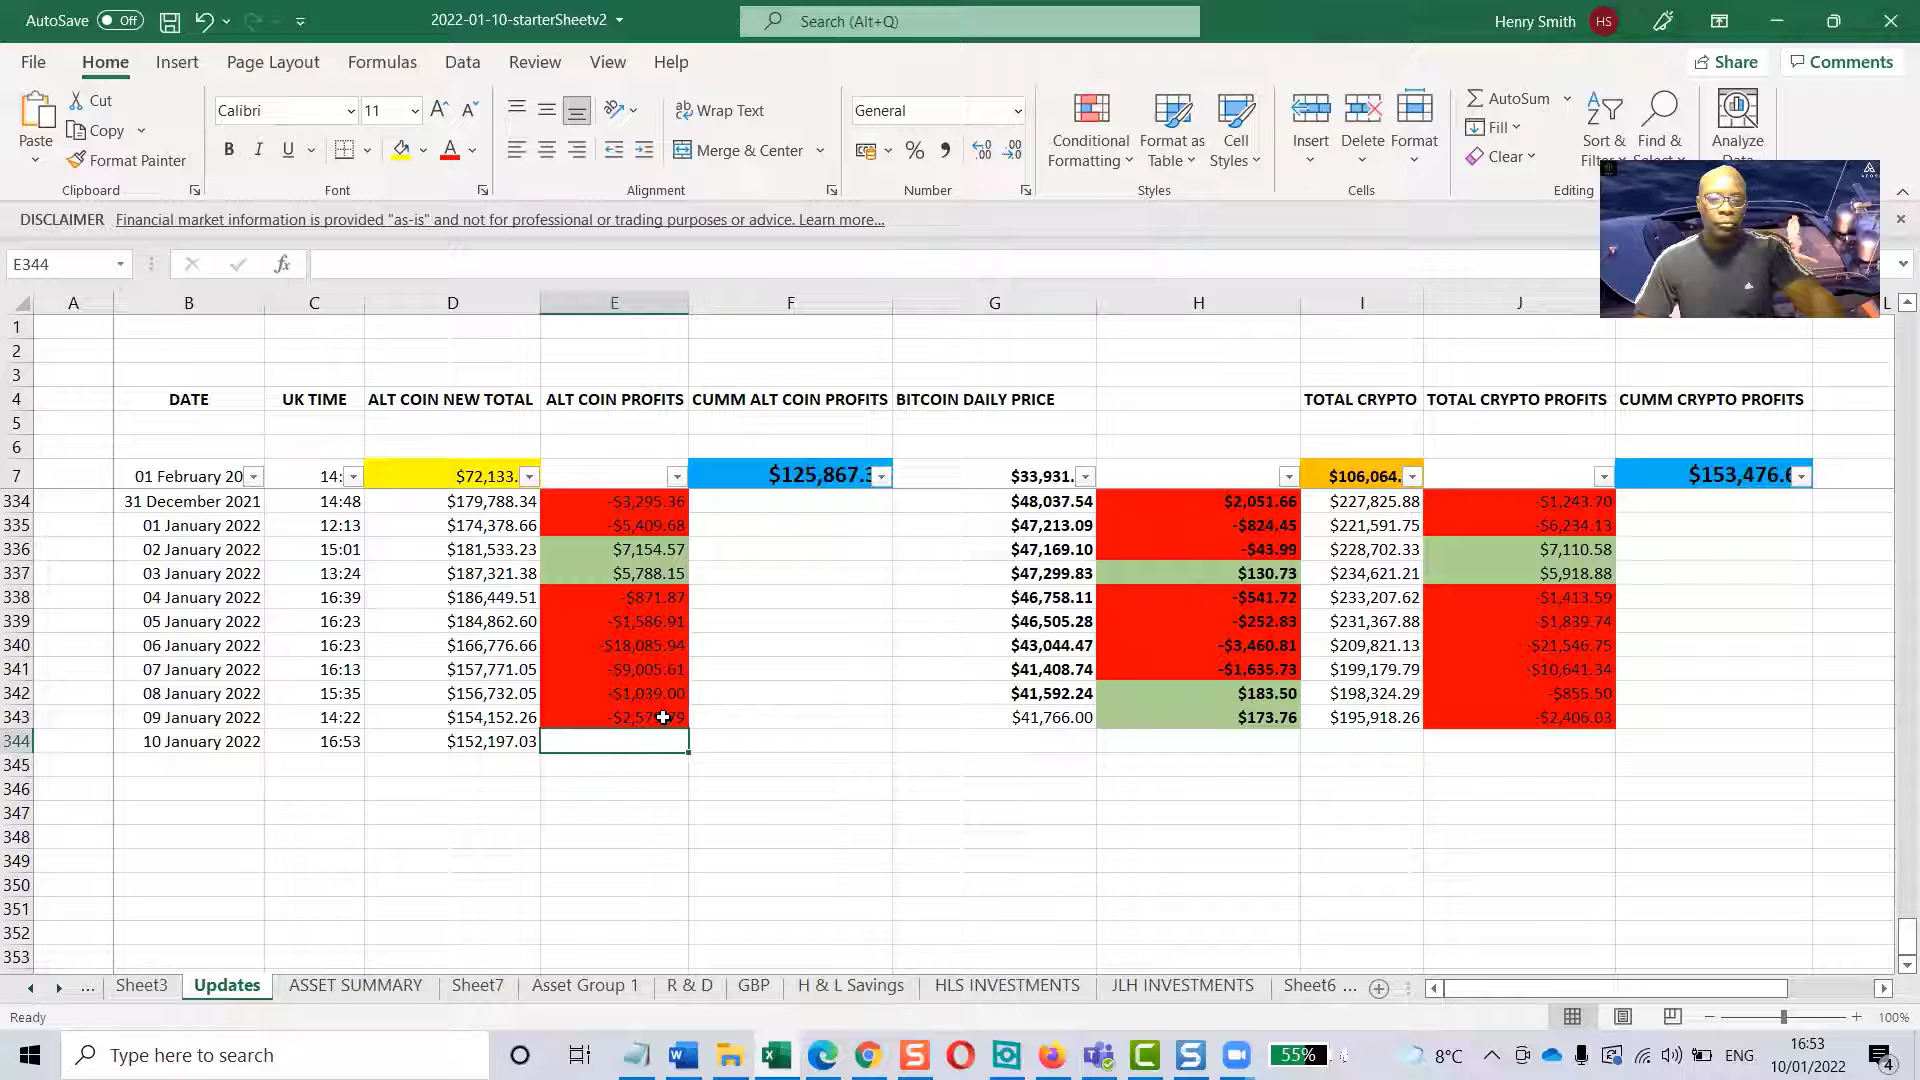 AutoSave Off 2022-01-10-starterSheetv2 Search (Alt+Q) Henry Smith HS
File Home Insert Page Layout Formulas Data Review View Help Share Comments
Paste Cut Copy Format Painter Clipboard
Calibri 11 B I U A Font
Wrap Text Merge & Center Alignment
General % Number
Conditional Formatting Format as Table Cell Styles Styles
Insert Delete Format Cells
AutoSum Fill Clear Sort & Find & Editing Analyze
DISCLAIMER Financial market information is provided "as-is" and not for professional or trading purposes or advice. Learn more...
E344 fx
A B C D E F G H I J L
1
2
3
4 DATE UK TIME ALT COIN NEW TOTAL ALT COIN PROFITS CUMM ALT COIN PROFITS BITCOIN DAILY PRICE TOTAL CRYPTO TOTAL CRYPTO PROFITS CUMM CRYPTO PROFITS
5
6
7 01 February 20 14: $72,133. $125,867. $33,931. $106,064. $153,476.
334 31 December 2021 14:48 $179,788.34 -$3,295.36 $48,037.54 $2,051.66 $227,825.88 -$1,243.70
335 01 January 2022 12:13 $174,378.66 -$5,409.68 $47,213.09 -$824.45 $221,591.75 -$6,234.13
336 02 January 2022 15:01 $181,533.23 $7,154.57 $47,169.10 -$43.99 $228,702.33 $7,110.58
337 03 January 2022 13:24 $187,321.38 $5,788.15 $47,299.83 $130.73 $234,621.21 $5,918.88
338 04 January 2022 16:39 $186,449.51 -$871.87 $46,758.11 -$541.72 $233,207.62 -$1,413.59
339 05 January 2022 16:23 $184,862.60 -$1,586.91 $46,505.28 -$252.83 $231,367.88 -$1,839.74
340 06 January 2022 16:23 $166,776.66 -$18,085.94 $43,044.47 -$3,460.81 $209,821.13 -$21,546.75
341 07 January 2022 16:13 $157,771.05 -$9,005.61 $41,408.74 -$1,635.73 $199,179.79 -$10,641.34
342 08 January 2022 15:35 $156,732.05 -$1,039.00 $41,592.24 $183.50 $198,324.29 -$855.50
343 09 January 2022 14:22 $154,152.26 $41,766.00 $173.76 $195,918.26 -$2,406.03
344 10 January 2022 16:53 $152,197.03
345
346
347
348
349
350
351
352
353
... Sheet3 Updates ASSET SUMMARY Sheet7 Asset Group 1 R & D GBP H & L Savings HLS INVESTMENTS JLH INVESTMENTS Sheet6 ...
Ready 100%
Type here to search 55% 8°C ENG 16:53
10/01/2022 4